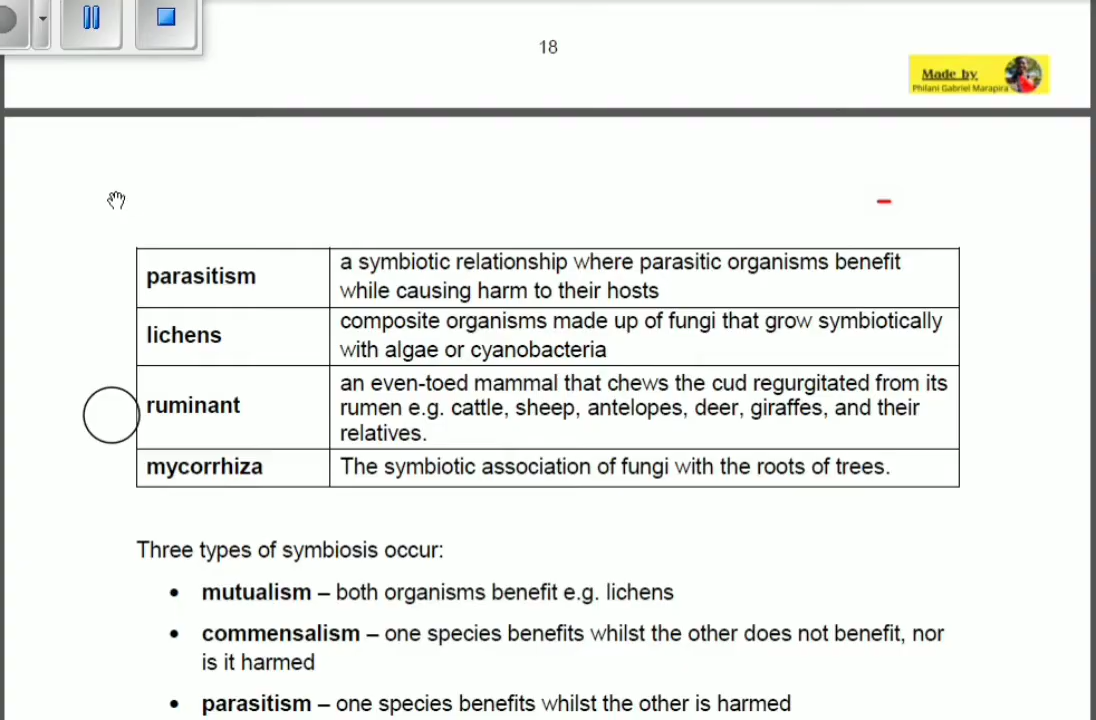 18
Made by
Philani Gabriel Marapira
parasitism
a symbiotic relationship where parasitic organisms benefit
while causing harm to their hosts
lichens
composite organisms made up of fungi that grow symbiotically
with algae or cyanobacteria
ruminant
an even-toed mammal that chews the cud regurgitated from its
rumen e.g. cattle, sheep, antelopes, deer, giraffes, and their
relatives.
mycorrhiza
The symbiotic association of fungi with the roots of trees.
Three types of symbiosis occur:
• mutualism – both organisms benefit e.g. lichens
• commensalism – one species benefits whilst the other does not benefit, nor
is it harmed
• parasitism – one species benefits whilst the other is harmed